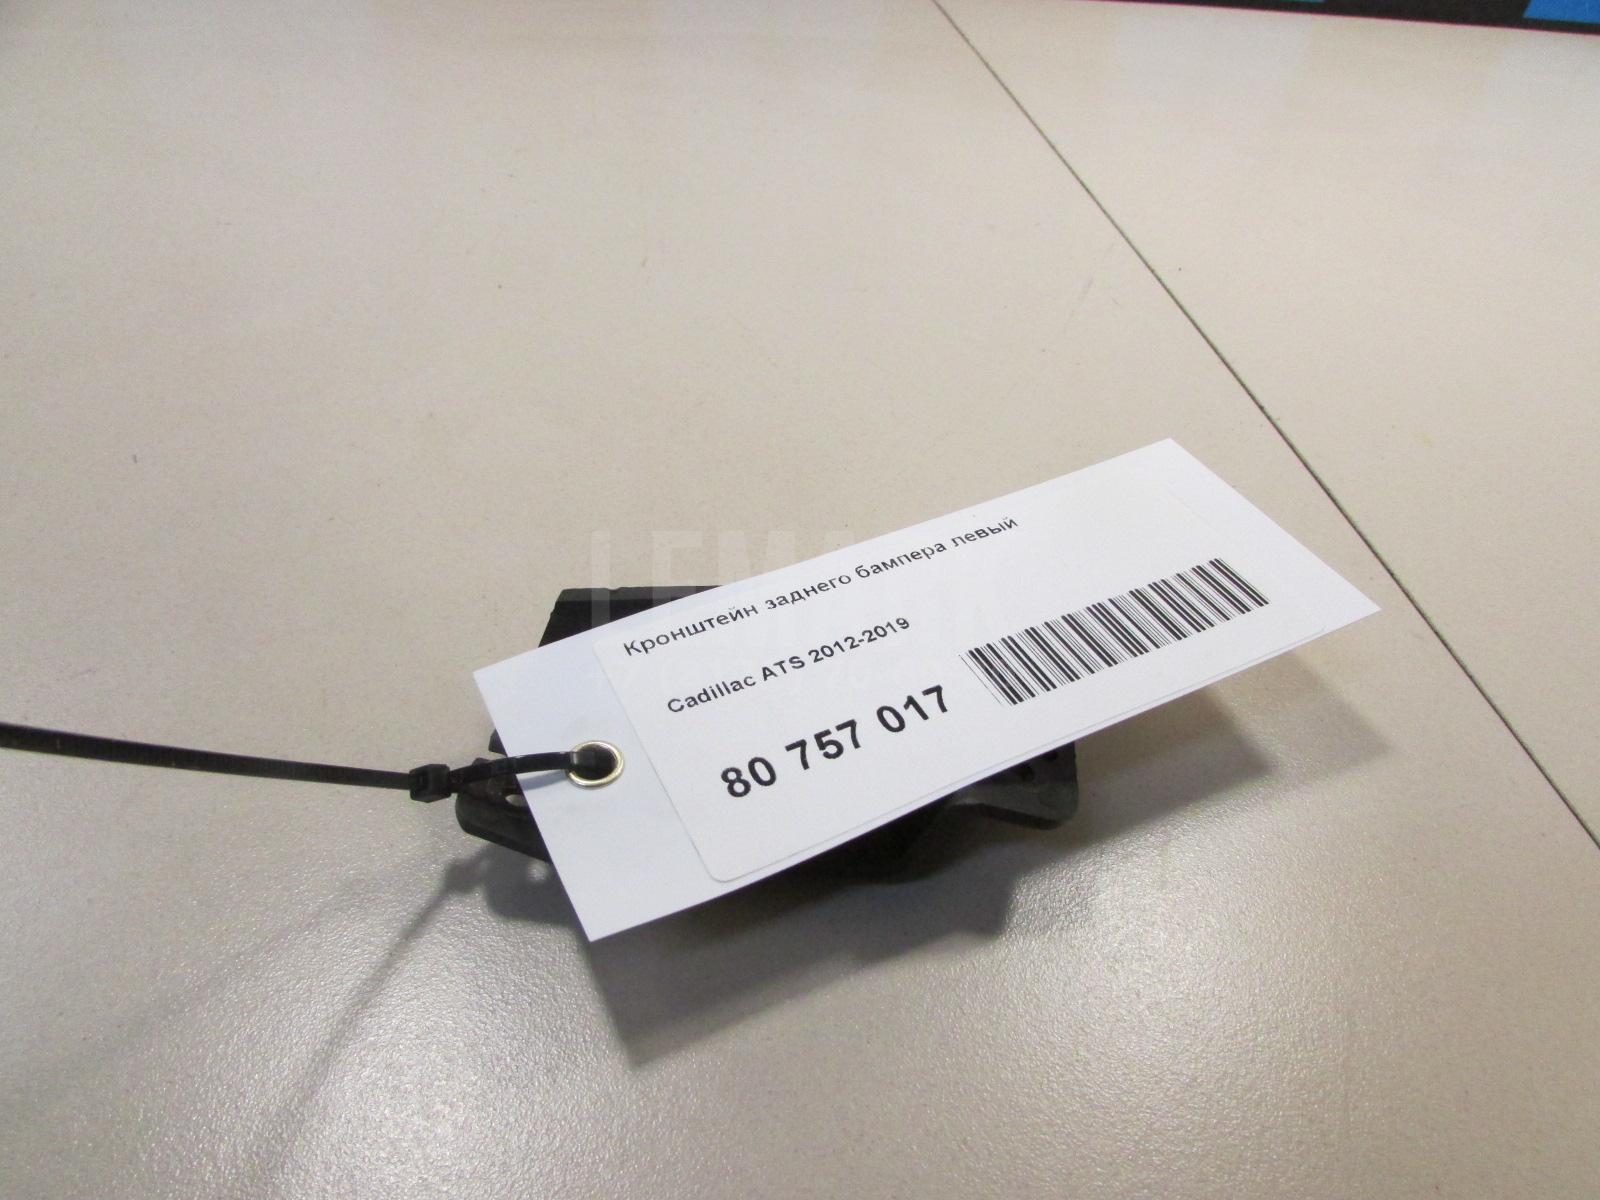 Кронштейн заднего бампера левый
Cadillac ATS 2012-2019
80 757 017